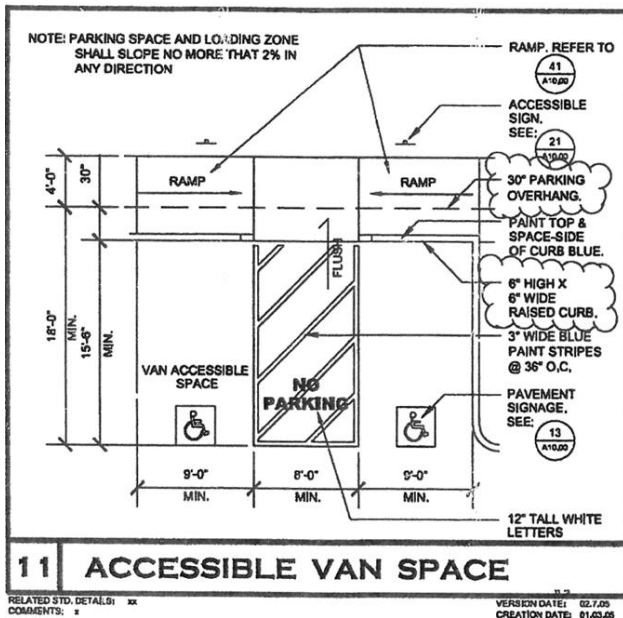 NOTE: PARKING SPACE AND LOADING ZONE
SHALL SLOPE NO MORE THAT 2% IN
ANY DIRECTION
RAMP. REFER TO
41
A10.00
ACCESSIBLE
SIGN.
SEE:
21
A10.00
4'-0"
30"
RAMP
RAMP
30" PARKING
OVERHANG.
PAINT TOP &
SPACE-SIDE
OF CURB BLUE.
FLUSH
6" HIGH X
6" WIDE
RAISED CURB.
18'-0"
MIN.
15'-6"
MIN.
3" WIDE BLUE
PAINT STRIPES
@ 36" O.C.
VAN ACCESSIBLE
SPACE
NO
PARKING
PAVEMENT
SIGNAGE.
SEE:
13
A10.00
9'-0"
MIN.
8'-0"
MIN.
9'-0"
MIN.
12" TALL WHITE
LETTERS
11
ACCESSIBLE VAN SPACE
RELATED STD. DETAILS: xx
COMMENTS: x
VERSION DATE: 02.7.05
CREATION DATE: 01.03.05